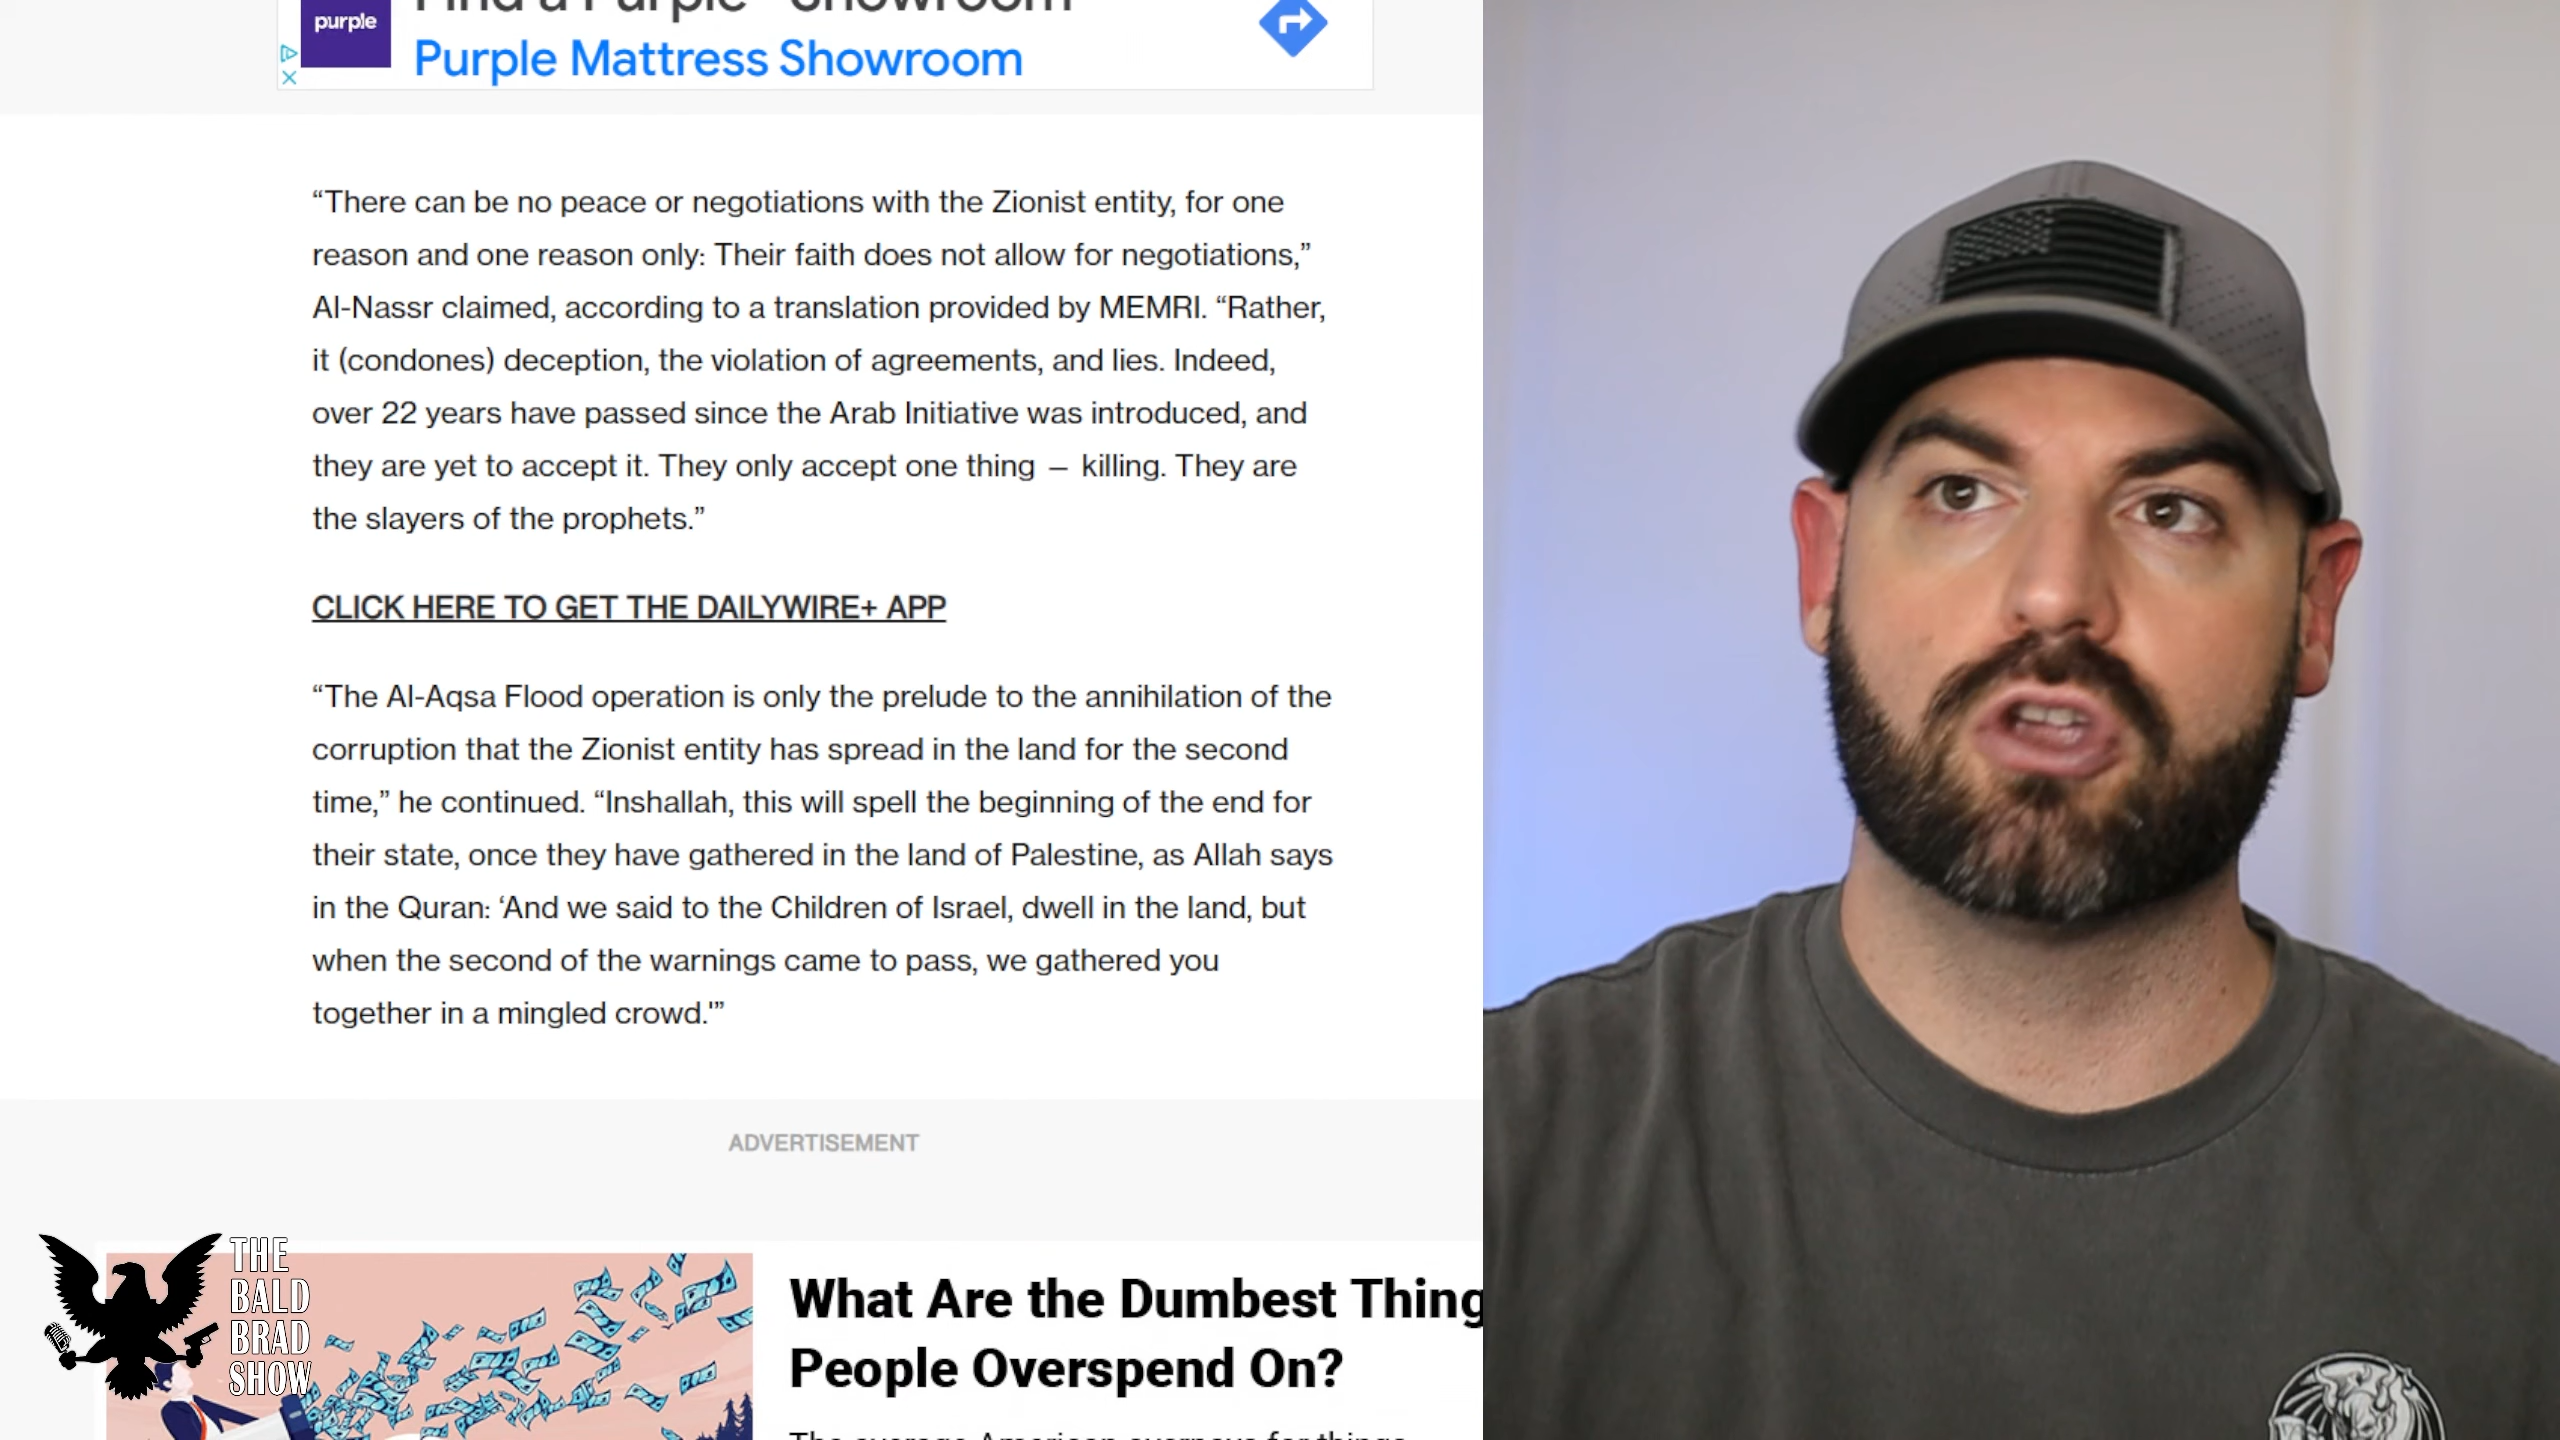 Find a Purple® Showroom
purple
Purple Mattress Showroom
“There can be no peace or negotiations with the Zionist entity, for one
reason and one reason only: Their faith does not allow for negotiations,”
Al-Nassr claimed, according to a translation provided by MEMRI. “Rather,
it (condones) deception, the violation of agreements, and lies. Indeed,
over 22 years have passed since the Arab Initiative was introduced, and
they are yet to accept it. They only accept one thing — killing. They are
the slayers of the prophets.”
CLICK HERE TO GET THE DAILYWIRE+ APP
“The Al-Aqsa Flood operation is only the prelude to the annihilation of the
corruption that the Zionist entity has spread in the land for the second
time,” he continued. “Inshallah, this will spell the beginning of the end for
their state, once they have gathered in the land of Palestine, as Allah says
in the Quran: ‘And we said to the Children of Israel, dwell in the land, but
when the second of the warnings came to pass, we gathered you
together in a mingled crowd.'”
ADVERTISEMENT
THE
BALD
BRAD
SHOW
What Are the Dumbest Thing
People Overspend On?
The average American overpays for things